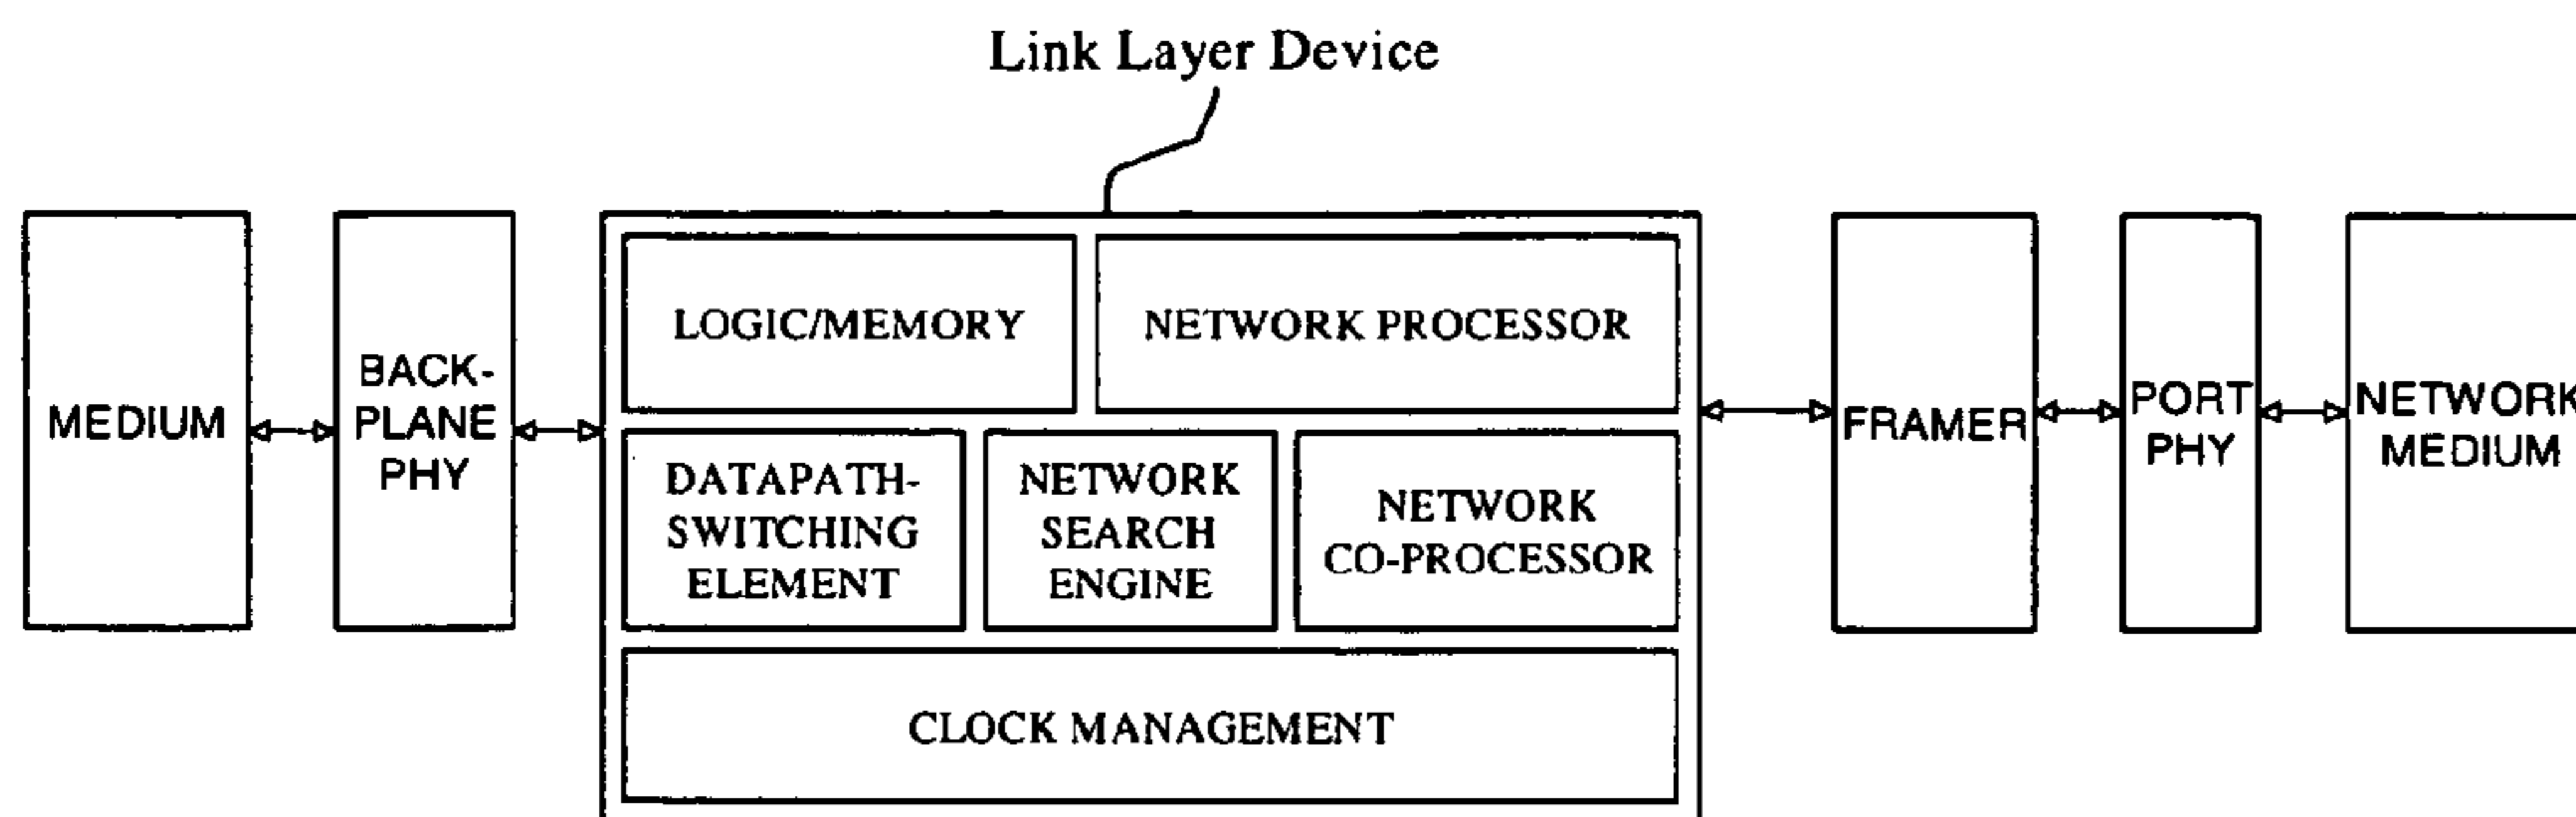 Link Layer Device
MEDIUM
BACK-
PLANE
PHY
LOGIC/MEMORY
NETWORK PROCESSOR
DATAPATH-
SWITCHING
ELEMENT
NETWORK
SEARCH
ENGINE
NETWORK
CO-PROCESSOR
CLOCK MANAGEMENT
FRAMER
PORT
PHY
NETWORK
MEDIUM